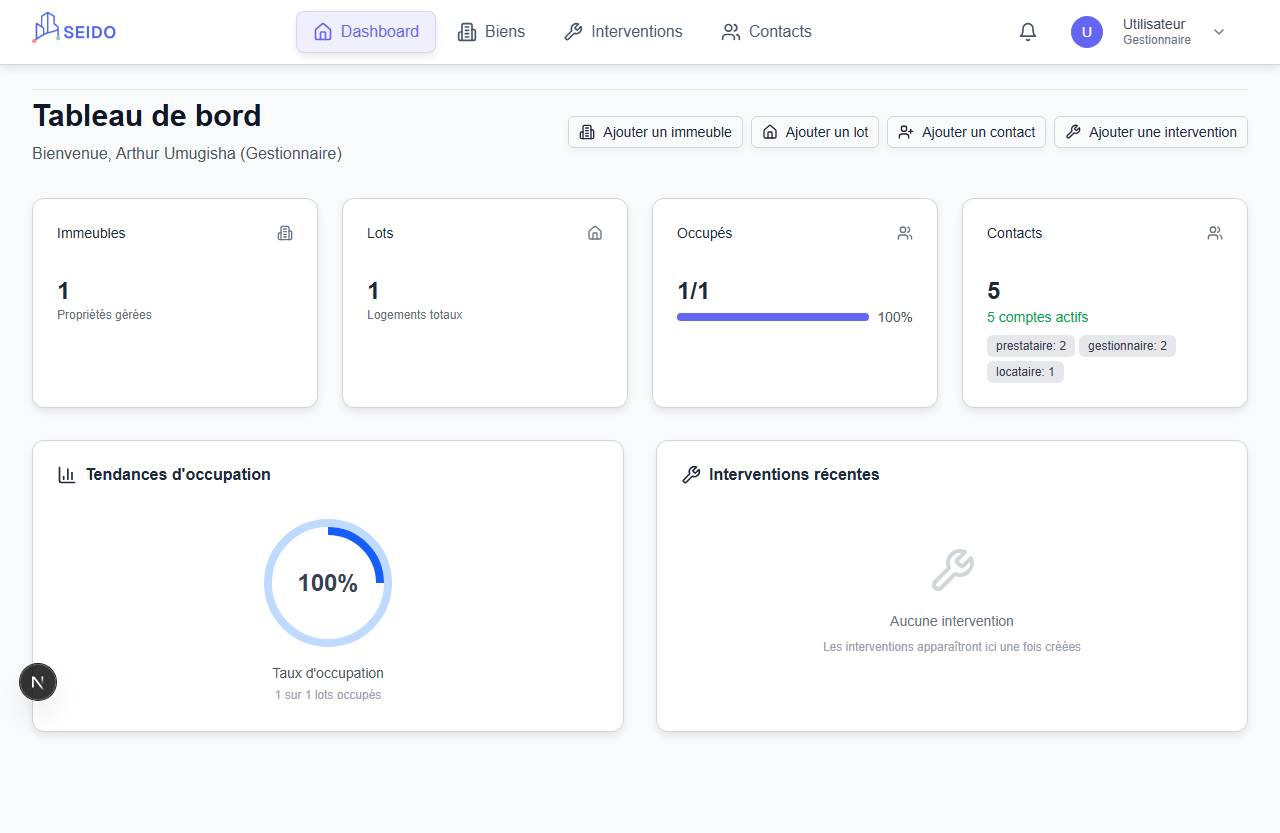 SEIDO
Dashboard
Biens
Interventions
Contacts
U
Utilisateur
Gestionnaire
Tableau de bord
Bienvenue, Arthur Umugisha (Gestionnaire)
Ajouter un immeuble
Ajouter un lot
Ajouter un contact
Ajouter une intervention
Immeubles
1
Propriétés gérées
Lots
1
Logements totaux
Occupés
1/1
100%
Contacts
5
5 comptes actifs
prestataire: 2
gestionnaire: 2
locataire: 1
Tendances d'occupation
100%
Taux d'occupation
1 sur 1 lots occupés
Interventions récentes
Aucune intervention
Les interventions apparaîtront ici une fois créées
N